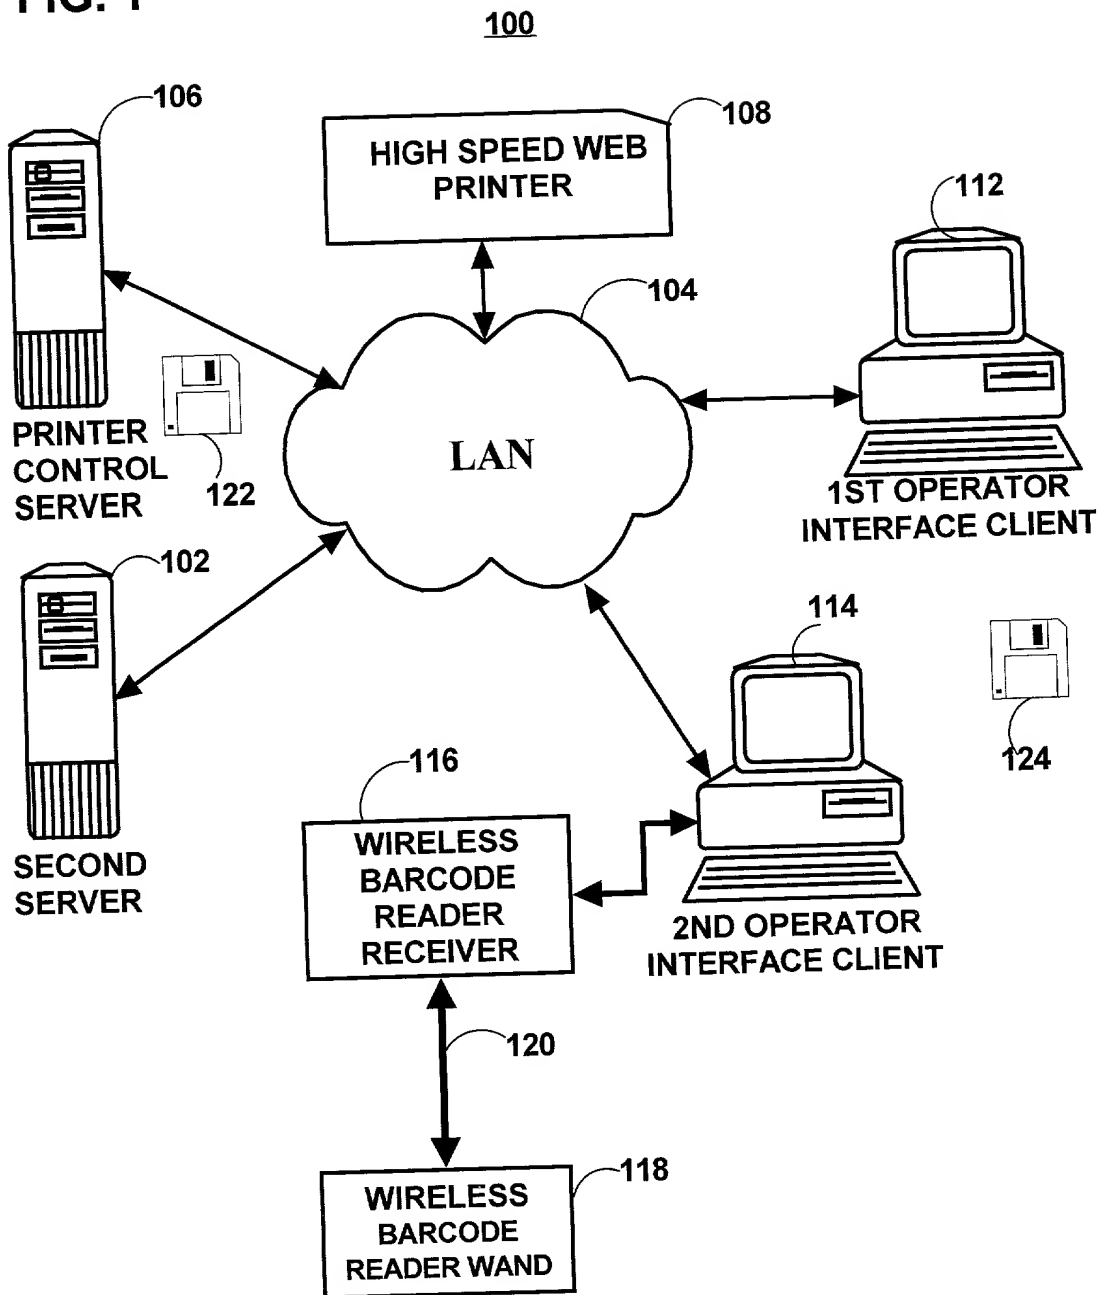 FIG. 1
100
106
108
HIGH SPEED WEB
PRINTER
112
104
LAN
PRINTER
CONTROL
SERVER
122
1ST OPERATOR
INTERFACE CLIENT
102
114
124
116
WIRELESS
BARCODE
READER
RECEIVER
SECOND
SERVER
2ND OPERATOR
INTERFACE CLIENT
120
118
WIRELESS
BARCODE
READER WAND